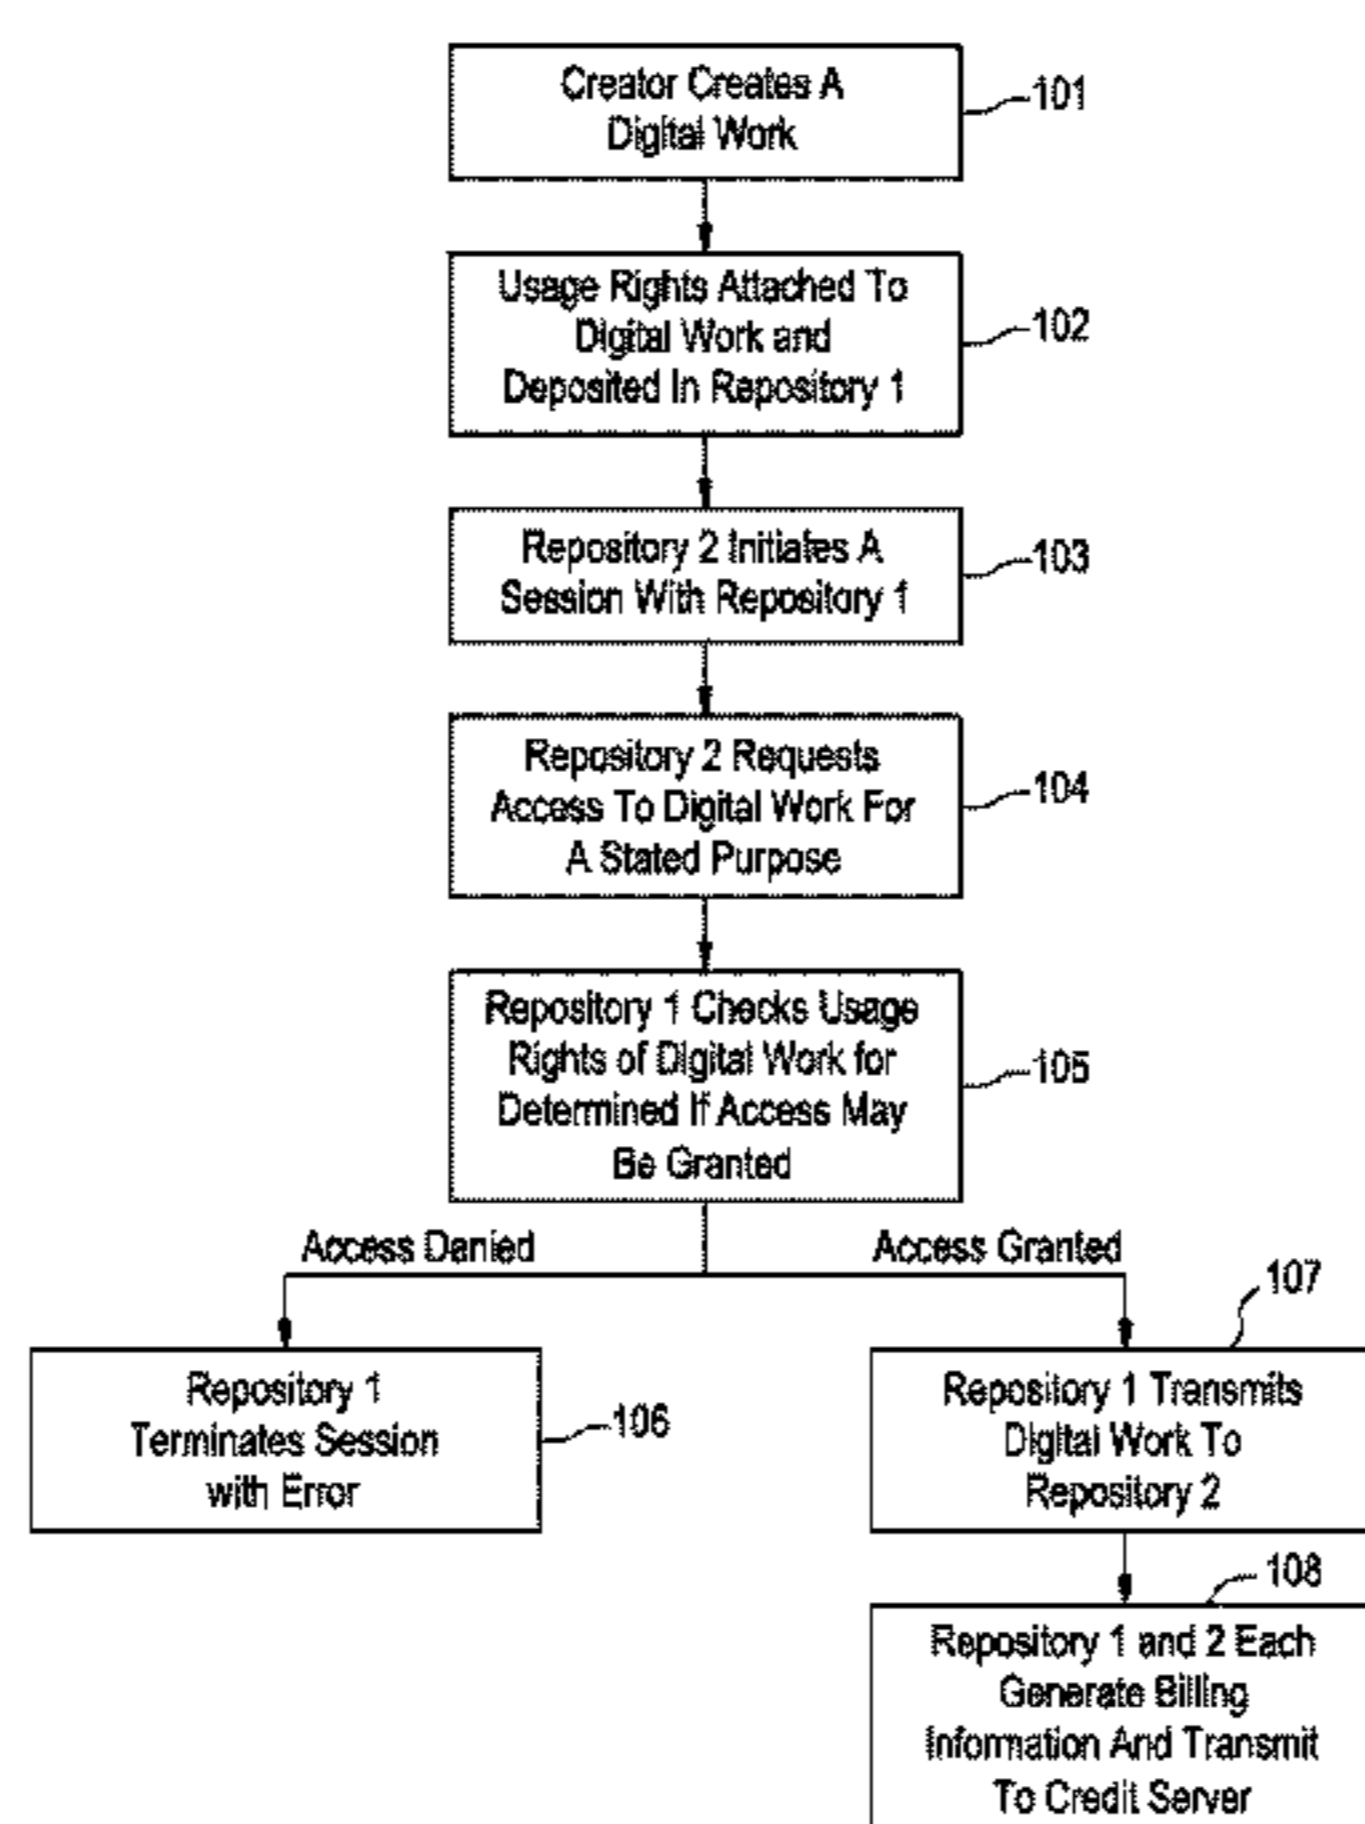 Creator Creates A
Digital Work
101
Usage Rights Attached To
Digital Work and
Deposited In Repository 1
102
Repository 2 Initiates A
Session With Repository 1
103
Repository 2 Requests
Access To Digital Work For
A Stated Purpose
104
Repository 1 Checks Usage
Rights of Digital Work for
Determined If Access May
Be Granted
105
Access Denied
Access Granted
107
Repository 1
Terminates Session
with Error
106
Repository 1 Transmits
Digital Work To
Repository 2
108
Repository 1 and 2 Each
Generate Billing
Information And Transmit
To Credit Server